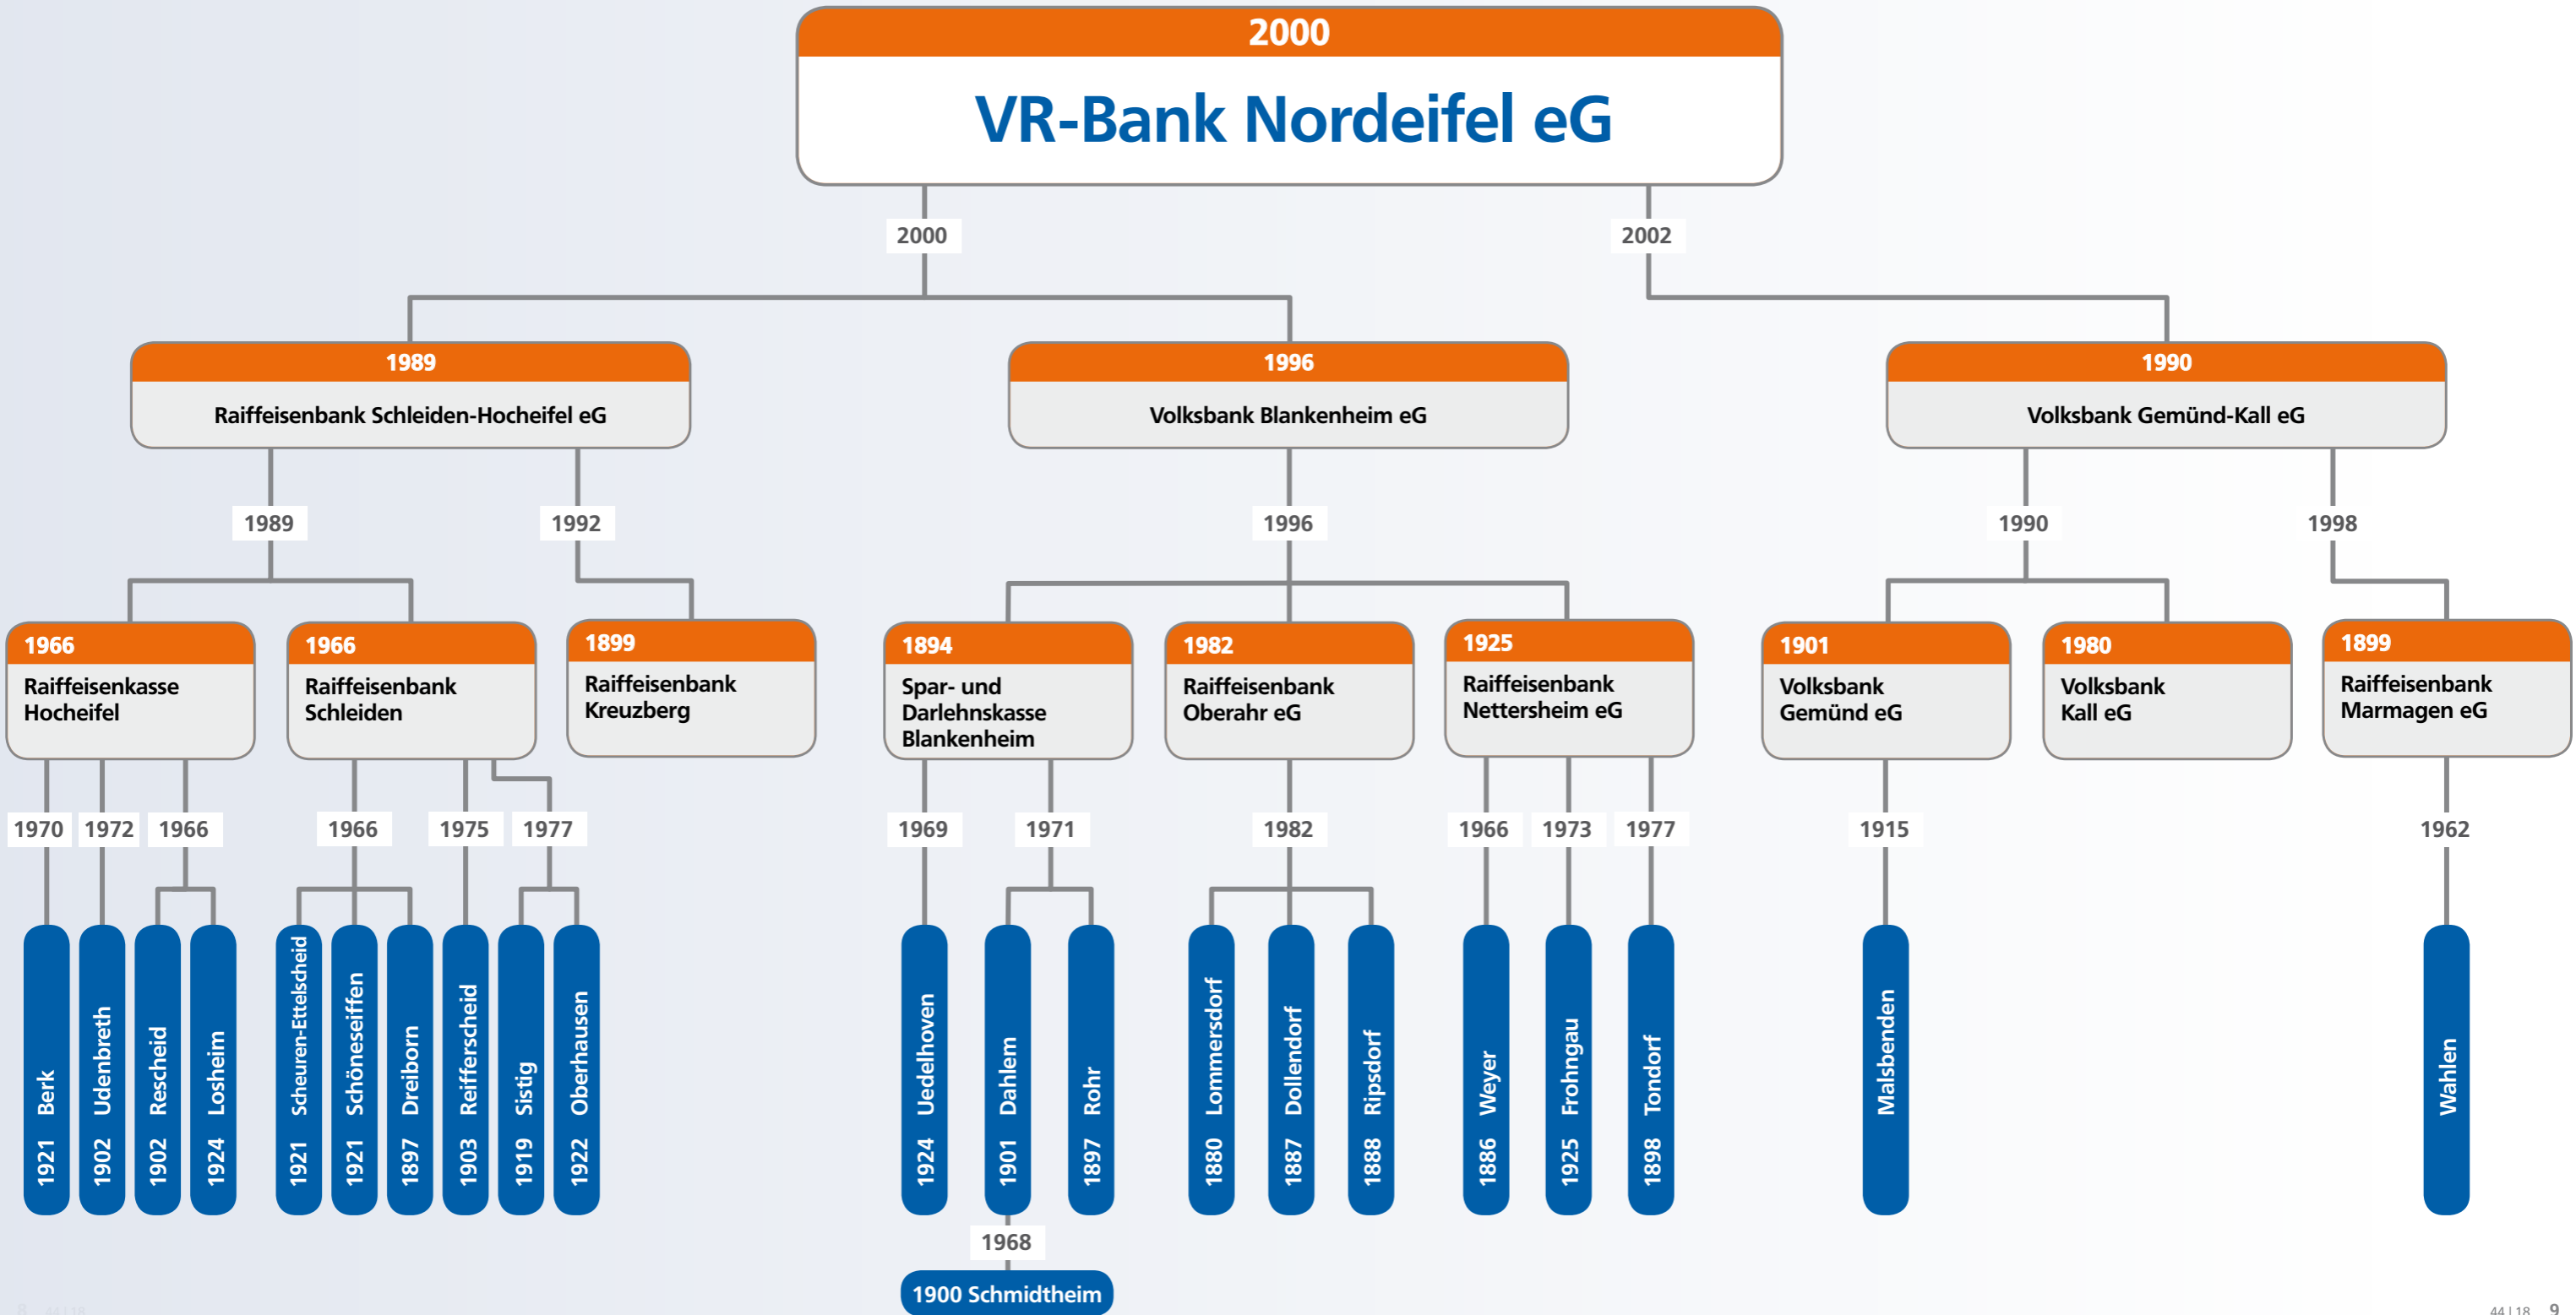 2000
VR-Bank Nordeifel eG
2000
2002
1989
Raiffeisenbank Schleiden-Hocheifel eG
1996
Volksbank Blankenheim eG
1990
Volksbank Gemünd-Kall eG
1989
1992
1996
1990
1998
1966
Raiffeisenkasse
Hocheifel
1966
Raiffeisenbank
Schleiden
1899
Raiffeisenbank
Kreuzberg
1894
Spar- und
Darlehnskasse
Blankenheim
1982
Raiffeisenbank
Oberahr eG
1925
Raiffeisenbank
Nettersheim eG
1901
Volksbank
Gemünd eG
1980
Volksbank
Kall eG
1899
Raiffeisenbank
Marmagen eG
1970
1972
1966
1966
1975
1977
1969
1971
1982
1966
1973
1977
1915
1962
1921 Berk
1902 Udenbreth
1902 Rescheid
1924 Losheim
1921 Scheuren-Ettelscheid
1921 Schöneseiffen
1897 Dreiborn
1903 Reifferscheid
1919 Sistig
1922 Oberhausen
1924 Uedelhoven
1901 Dahlem
1897 Rohr
1880 Lommersdorf
1887 Dollendorf
1888 Ripsdorf
1886 Weyer
1925 Frohngau
1898 Tondorf
Malsbenden
Wahlen
1968
1900 Schmidtheim
44 | 18
44 | 18 9